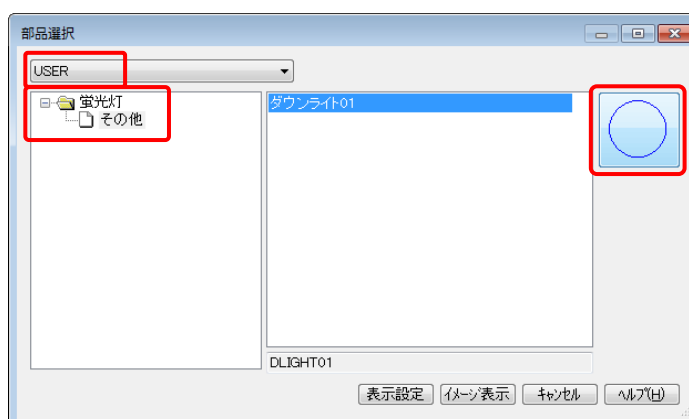 部品選択
USER
蛍光灯
その他
ダウンライト01
DLIGHT01
表示設定 イメージ表示 キャンセル ヘルプ(H)